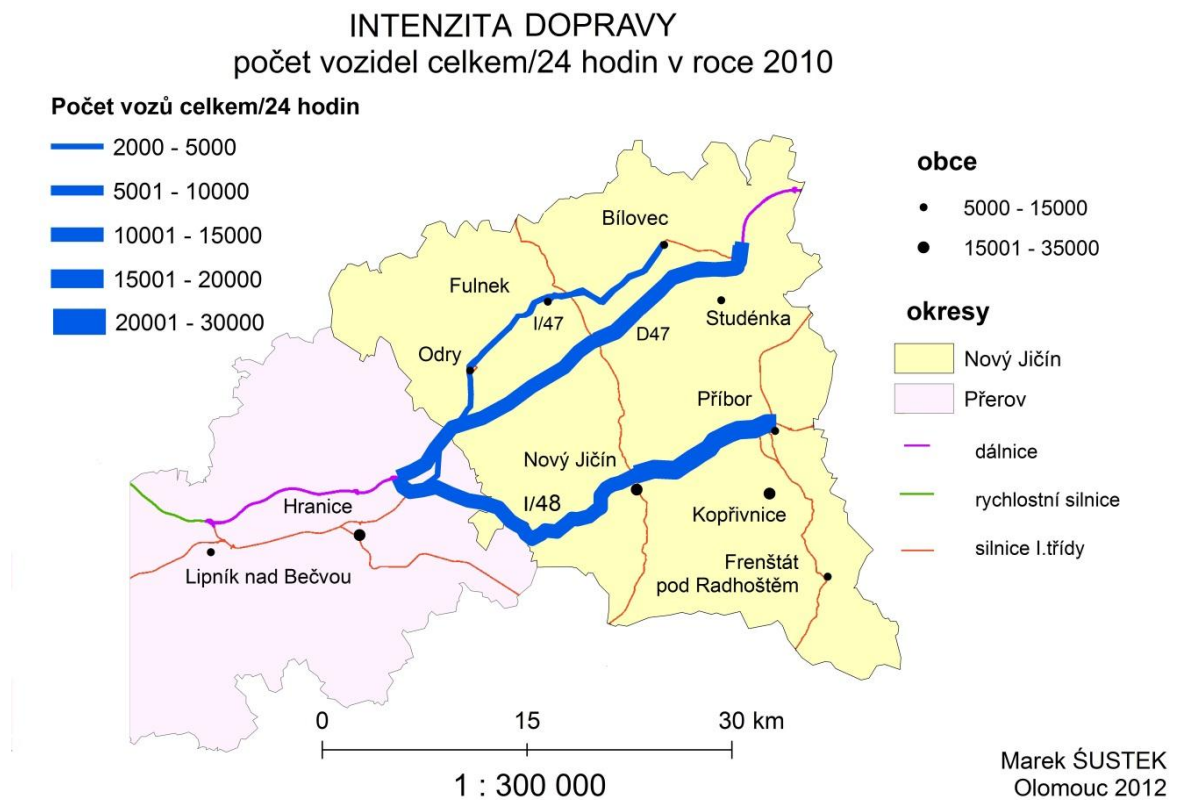 INTENZITA DOPRAVY
počet vozidel celkem/24 hodin v roce 2010
Počet vozů celkem/24 hodin
2000 - 5000
5001 - 10000
10001 - 15000
15001 - 20000
20001 - 30000
obce
5000 - 15000
15001 - 35000
okresy
Nový Jičín
Přerov
dálnice
rychlostní silnice
silnice I.třídy
Bílovec
Fulnek
I/47
Studénka
D47
Odry
Příbor
Nový Jičín
I/48
Kopřivnice
Hranice
Lipník nad Bečvou
Frenštát
pod Radhoštěm
0 15 30 km
1 : 300 000
Marek ŚUSTEK
Olomouc 2012